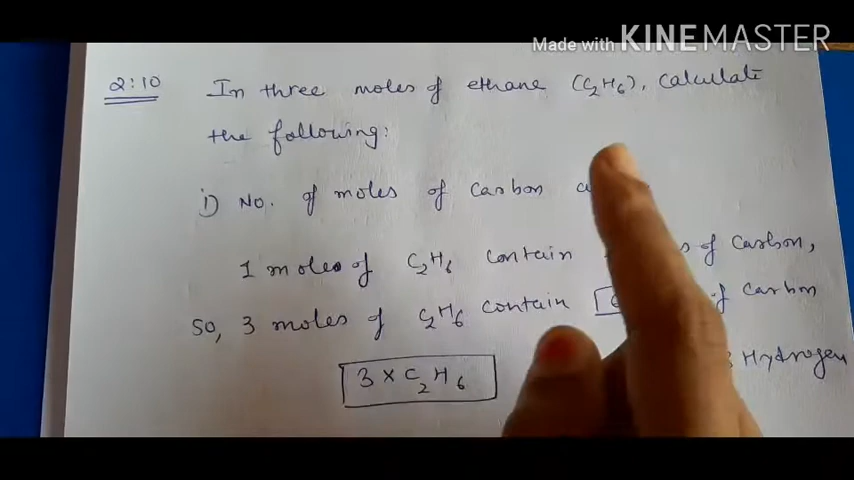 Made with KINEMASTER
2:10 In three moles of ethane (C₂H₆), calculate
the following:
i) No. of moles of carbon
1 moles of C₂H₆ contain of carbon,
So, 3 moles of C₂H₆ contain of carbon
3 × C₂H₆ Hydrogen